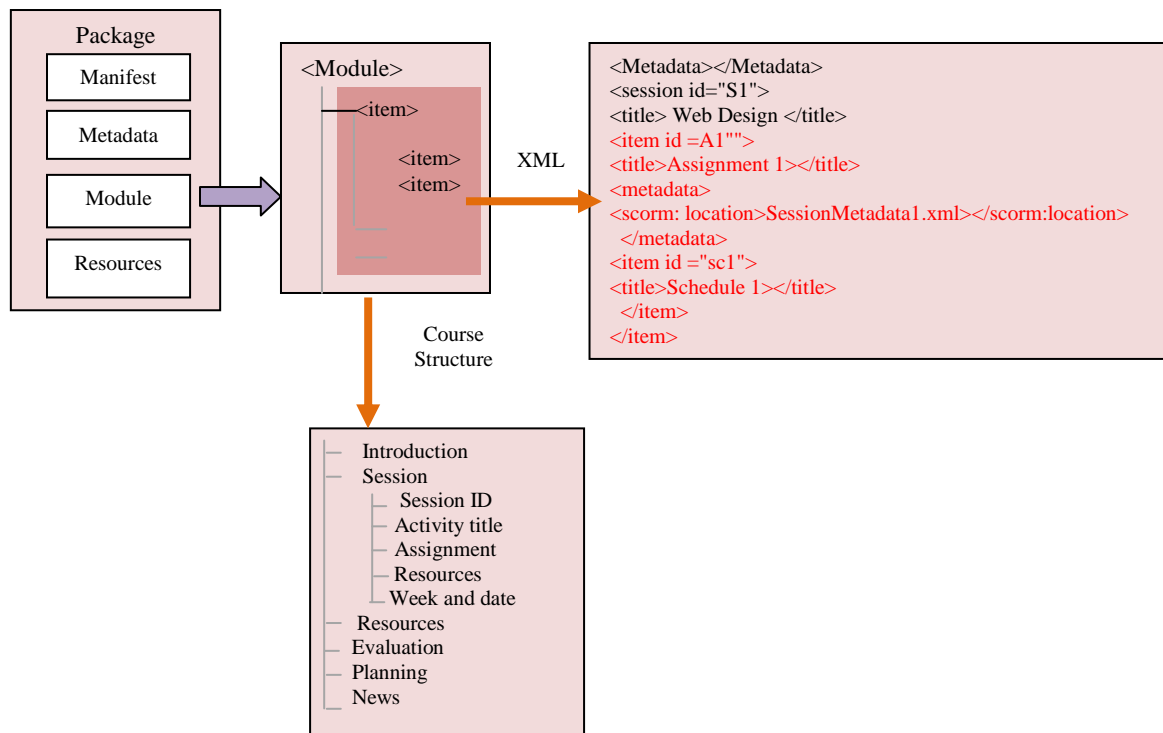 Package
Manifest
Metadata
Module
Resources
<Module>
<item>
<item>
<item>
XML
<Metadata></Metadata>
<session id="S1">
<title> Web Design </title>
<item id =A1"">
<title>Assignment 1></title>
<metadata>
<scorm: location>SessionMetadata1.xml></scorm:location>
</metadata>
<item id ="sc1">
<title>Schedule 1></title>
</item>
</item>
Course
Structure
Introduction
Session
Session ID
Activity title
Assignment
Resources
Week and date
Resources
Evaluation
Planning
News